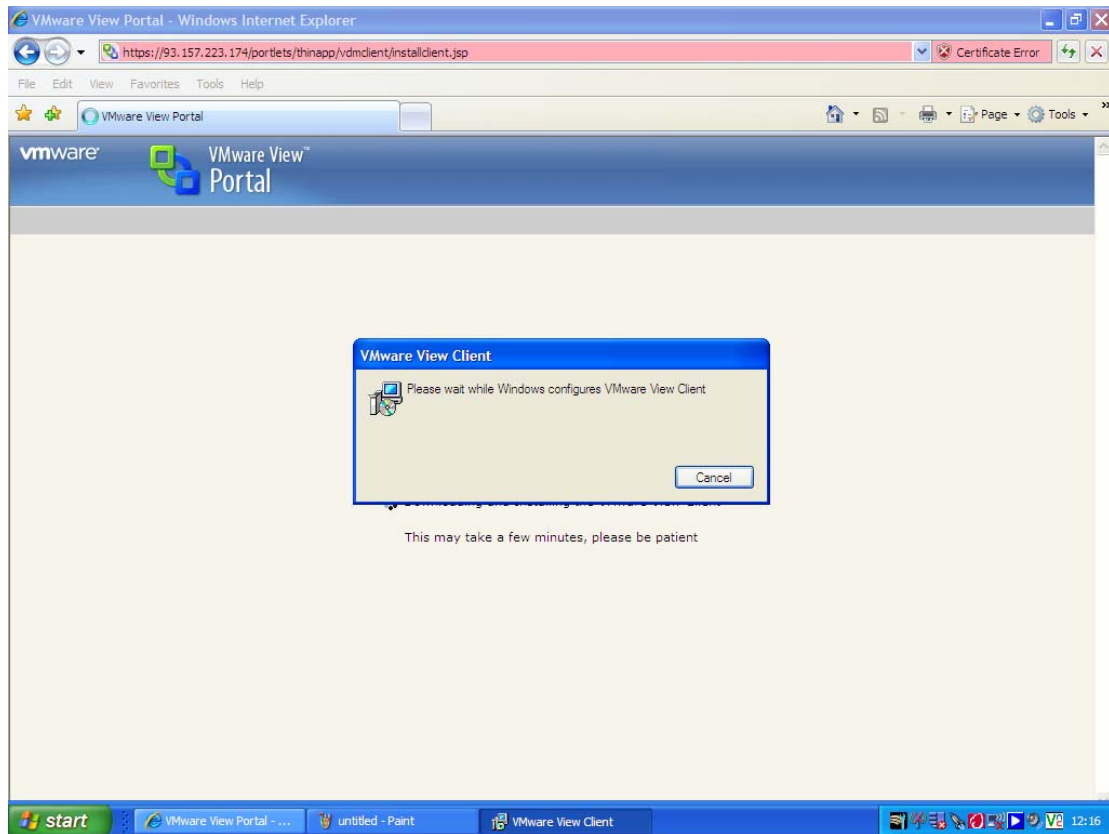 VMware View Portal - Windows Internet Explorer
https://93.157.223.174/portlets/thinapp/vdmclient/installclient.jsp
Certificate Error
File Edit View Favorites Tools Help
VMware View Portal
Page Tools »
vmware VMware View™
Portal
VMware View Client
Please wait while Windows configures VMware View Client
Cancel
This may take a few minutes, please be patient
start
VMware View Portal - ...
untitled - Paint
VMware View Client
V2 12:16